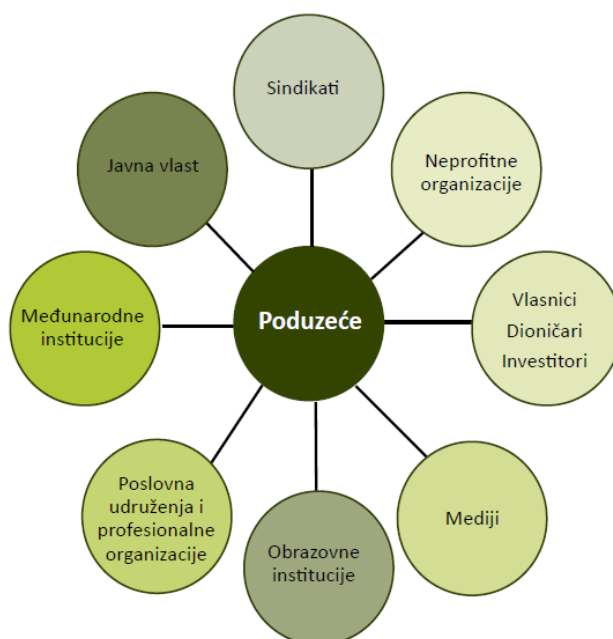 Sindikati
Javna vlast
Neprofitne
organizacije
Međunarodne
institucije
Poduzeće
Vlasnici
Dioničari
Investitori
Poslovna
udruženja i
profesionalne
organizacije
Obrazovne
institucije
Mediji